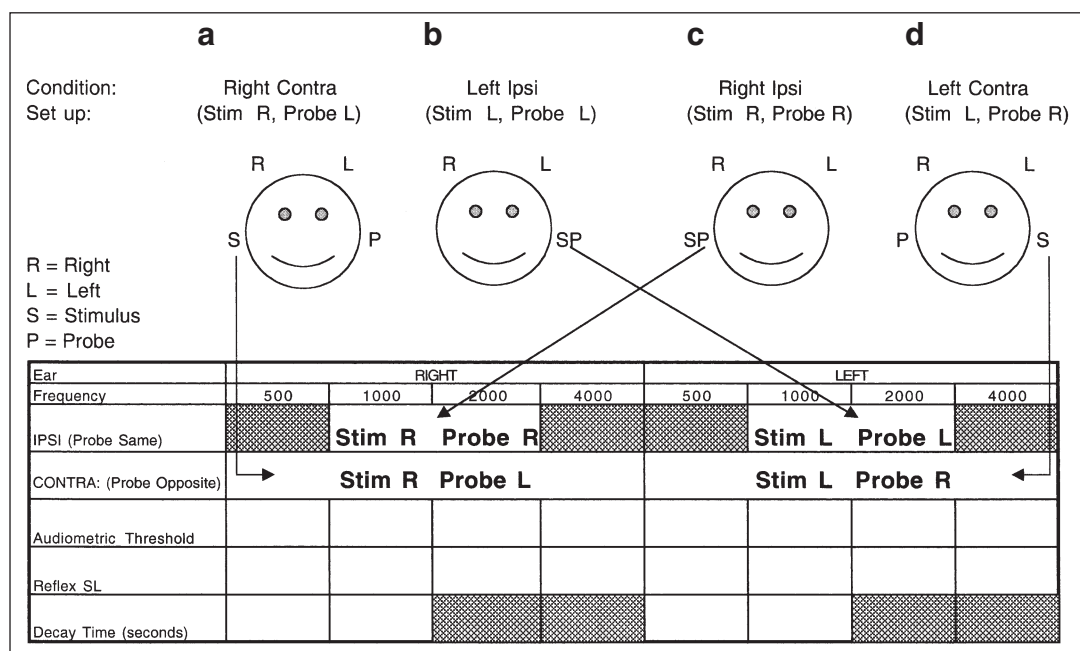 a b c d
Condition: Right Contra Left Ipsi Right Ipsi Left Contra
Set up: (Stim R, Probe L) (Stim L, Probe L) (Stim R, Probe R) (Stim L, Probe R)
R L R L R L R L
S P SP SP P S
R = Right
L = Left
S = Stimulus
P = Probe
Ear RIGHT LEFT
Frequency 500 1000 2000 4000 500 1000 2000 4000
IPSI (Probe Same) Stim R Probe R Stim L Probe L
CONTRA: (Probe Opposite) Stim R Probe L Stim L Probe R
Audiometric Threshold
Reflex SL
Decay Time (seconds)